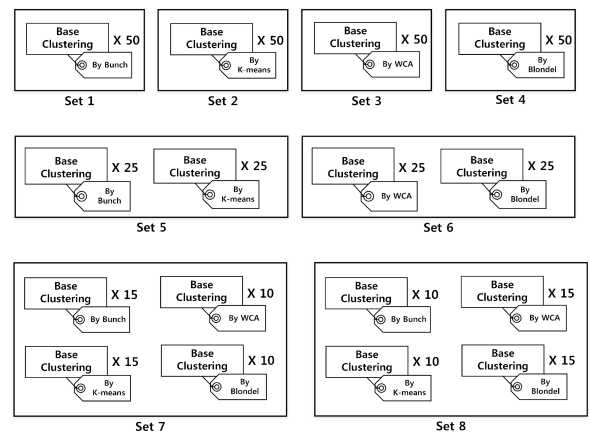 Base
Clustering
X 50
By Bunch
Set 1
Base
Clustering
X 50
By
K-means
Set 2
Base
Clustering
X 50
By WCA
Set 3
Base
Clustering
X 50
By
Blondel
Set 4
Base
Clustering
X 25
By
Bunch
Base
Clustering
X 25
By
K-means
Set 5
Base
Clustering
X 25
By WCA
Base
Clustering
X 25
By
Blondel
Set 6
Base
Clustering
X 15
By Bunch
Base
Clustering
X 10
By WCA
Base
Clustering
X 15
By
K-means
Base
Clustering
X 10
By
Blondel
Set 7
Base
Clustering
X 10
By Bunch
Base
Clustering
X 15
By WCA
Base
Clustering
X 10
By
K-means
Base
Clustering
X 15
By
Blondel
Set 8